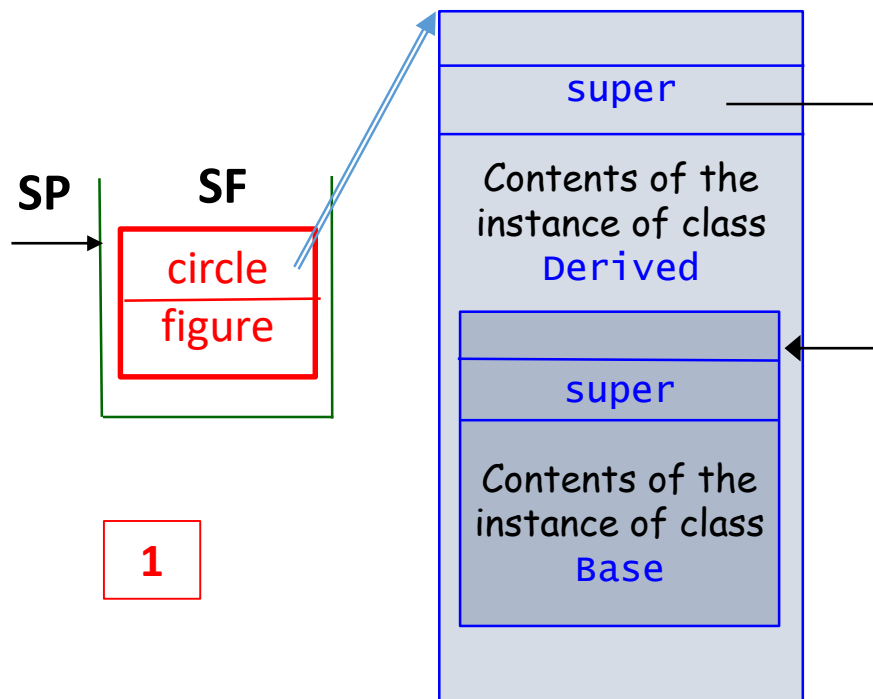 SP
SF
circle
figure
1
super
Contents of the
instance of class
Derived
super
Contents of the
instance of class
Base